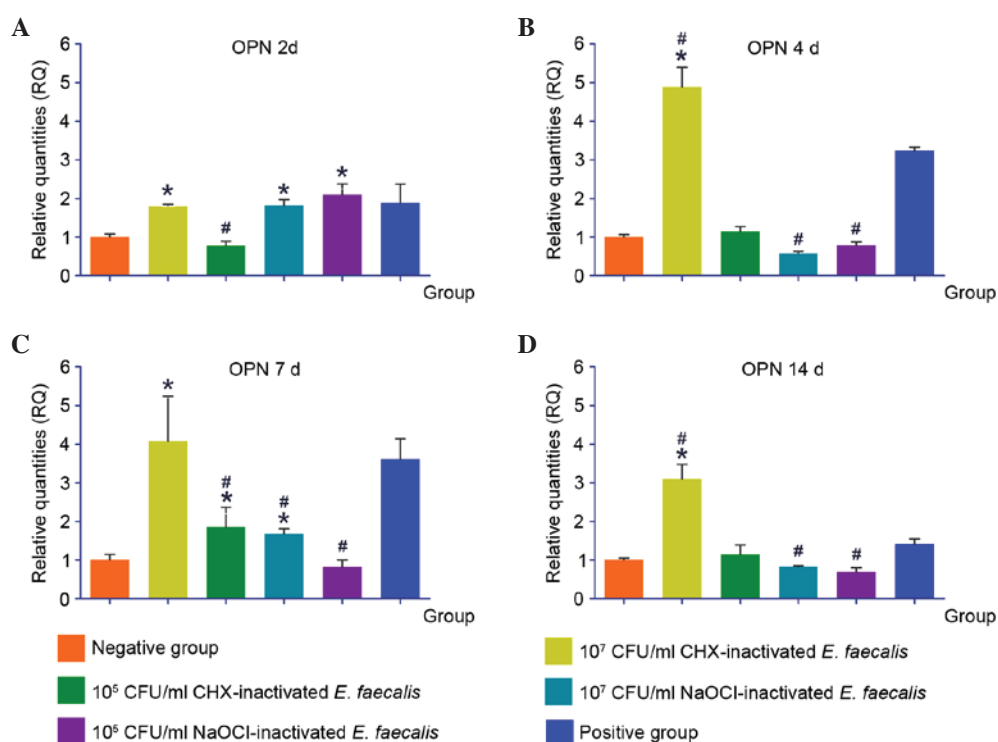 A
OPN 2d
Relative quantities (RQ)
6
5
4
3
2
1
0
*
#
*
*
Group
B
OPN 4 d
Relative quantities (RQ)
6
5
4
3
2
1
0
#
*
#
#
Group
C
OPN 7 d
Relative quantities (RQ)
6
5
4
3
2
1
0
*
#
*
#
*
#
Group
D
OPN 14 d
Relative quantities (RQ)
6
5
4
3
2
1
0
#
*
#
#
Group
Negative group
10⁵ CFU/ml CHX-inactivated E. faecalis
10⁵ CFU/ml NaOCl-inactivated E. faecalis
10⁷ CFU/ml CHX-inactivated E. faecalis
10⁷ CFU/ml NaOCl-inactivated E. faecalis
Positive group